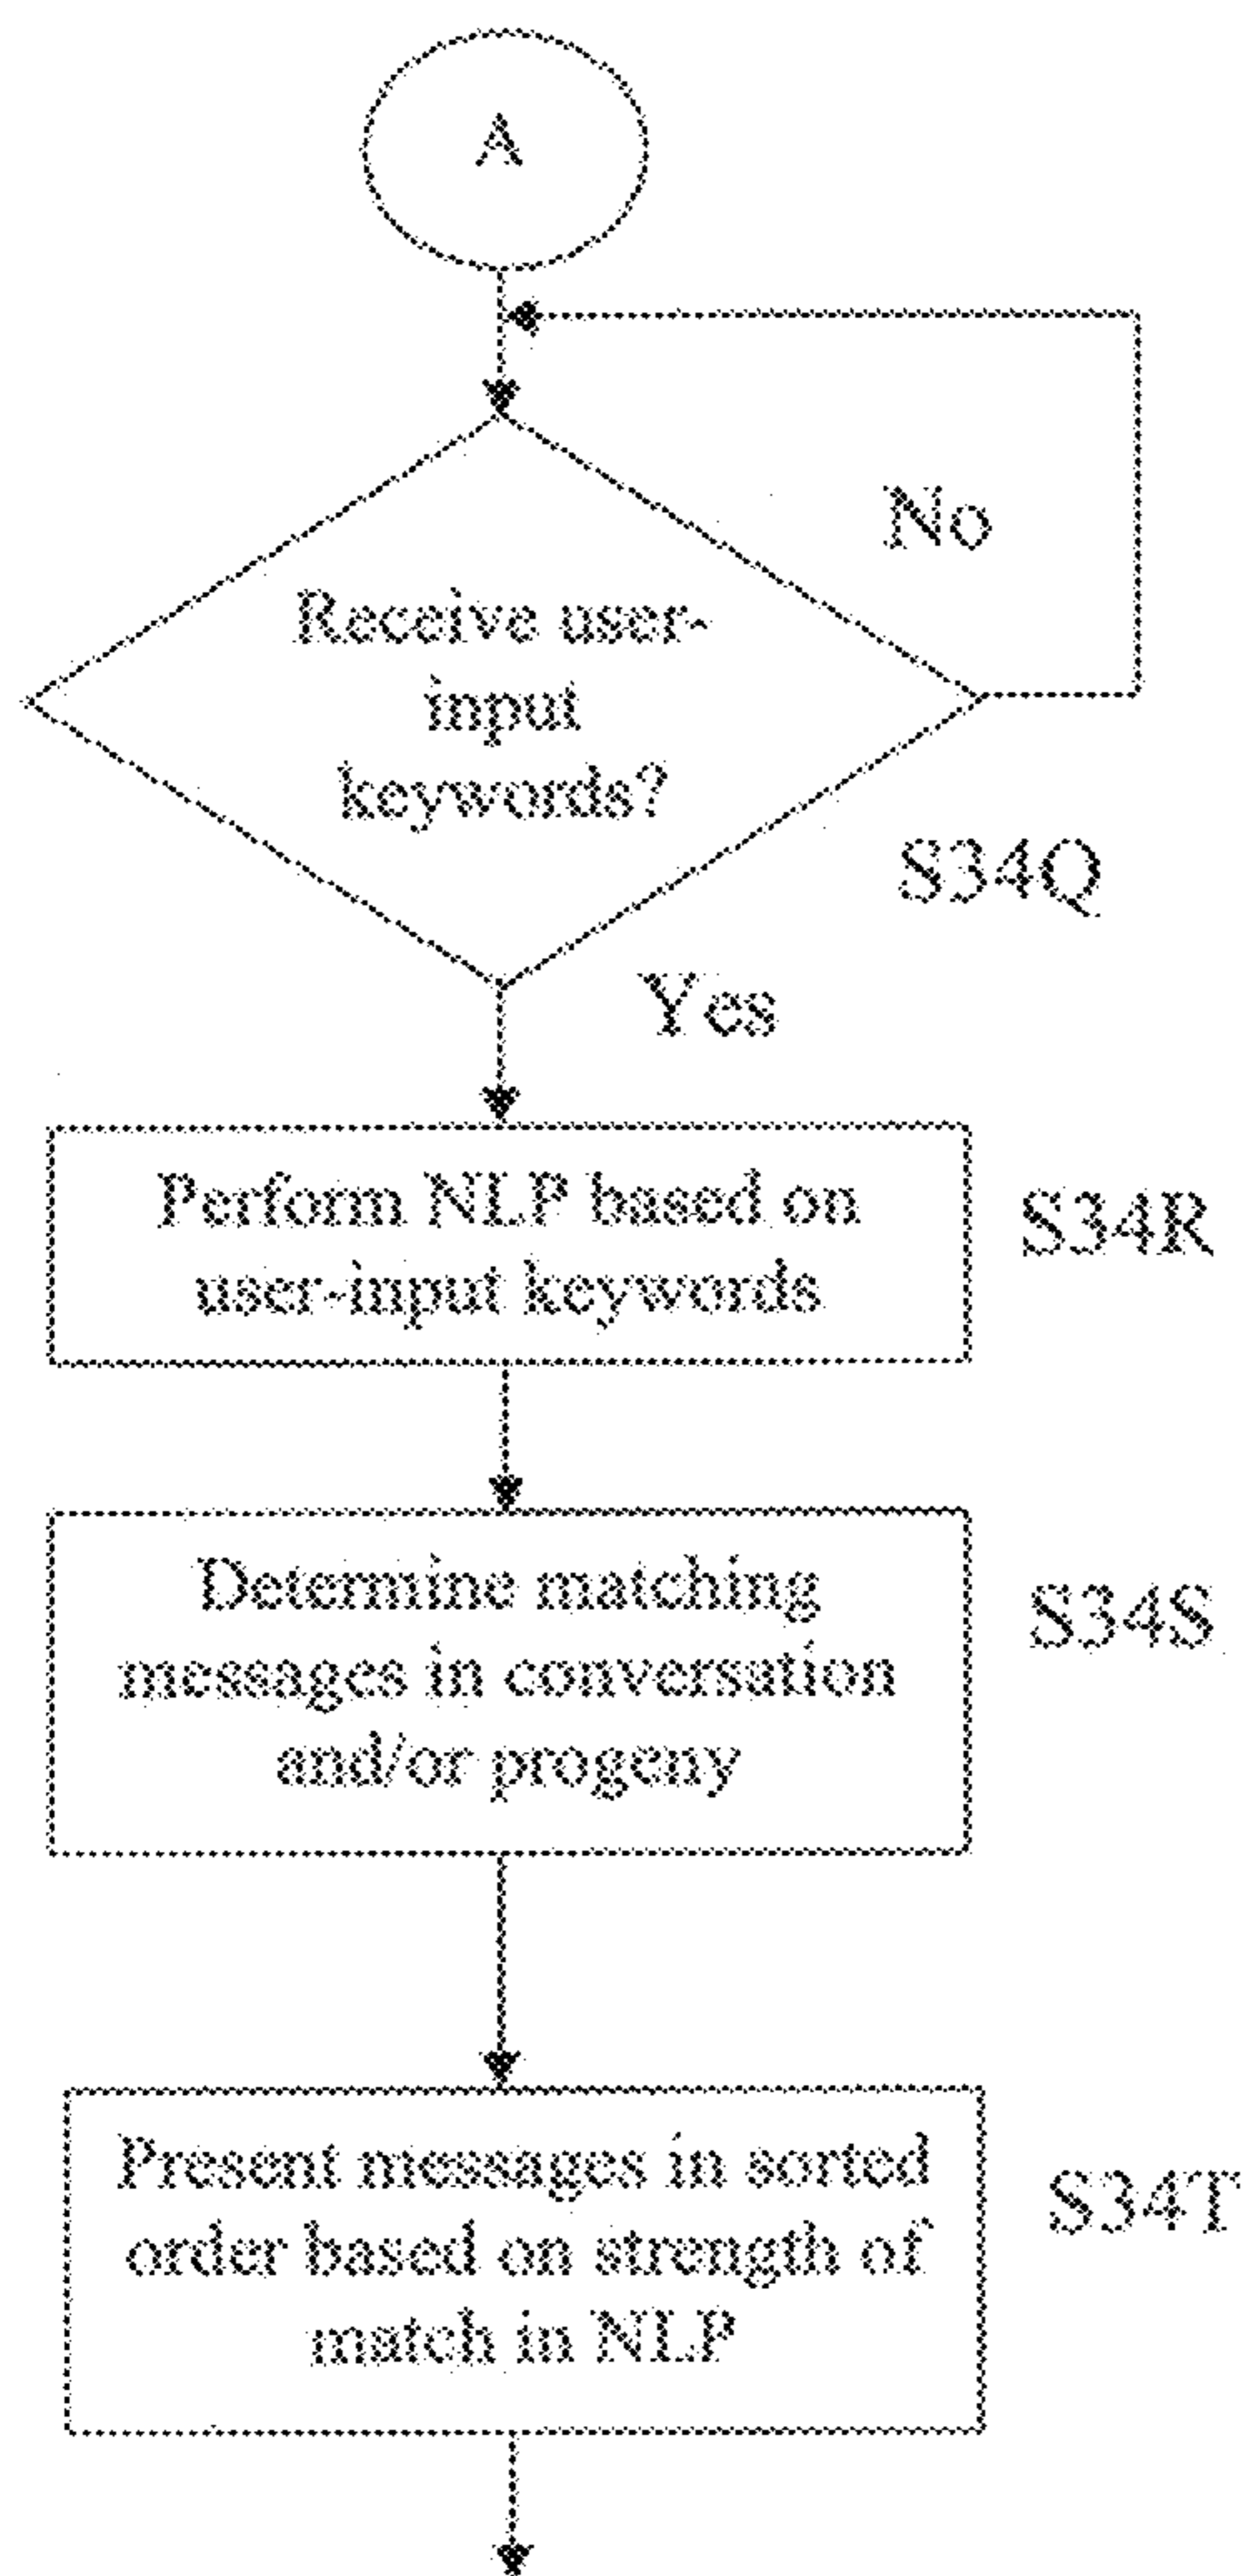 A
No
Receive user-
input
keywords?
S34Q
Yes
Perform NLP based on
user-input keywords
S34R
Determine matching
messages in conversation
and/or progeny
S34S
Present messages in sorted
order based on strength of
match in NLP
S34T